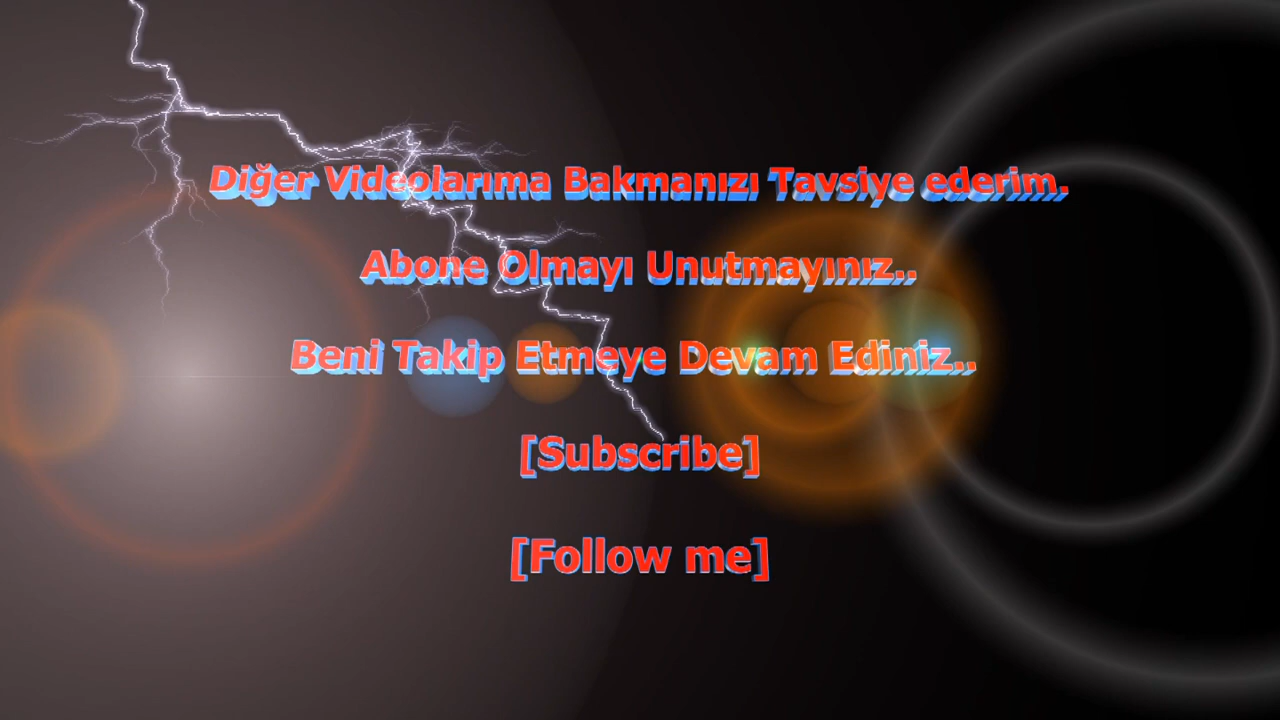 Diğer Videolarıma Bakmanızı Tavsiye ederim.
Abone Olmayı Unutmayınız..
Beni Takip Etmeye Devam Ediniz..
[Subscribe]
[Follow me]